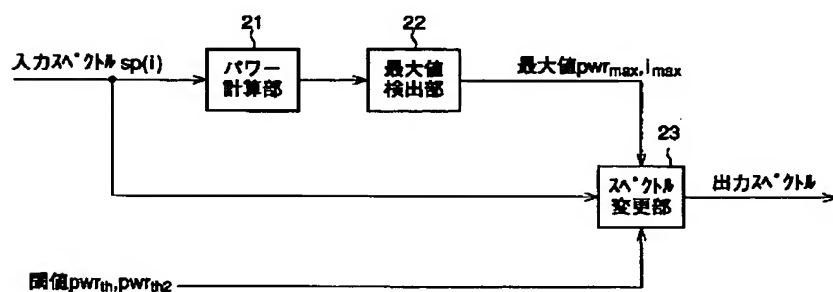 21
22
入力スペクトル sp(i)
パワー
計算部
最大値
検出部
最大値pwrmax,imax
23
スペクトル
変更部
出力スペクトル
閾値pwrth,pwrth2